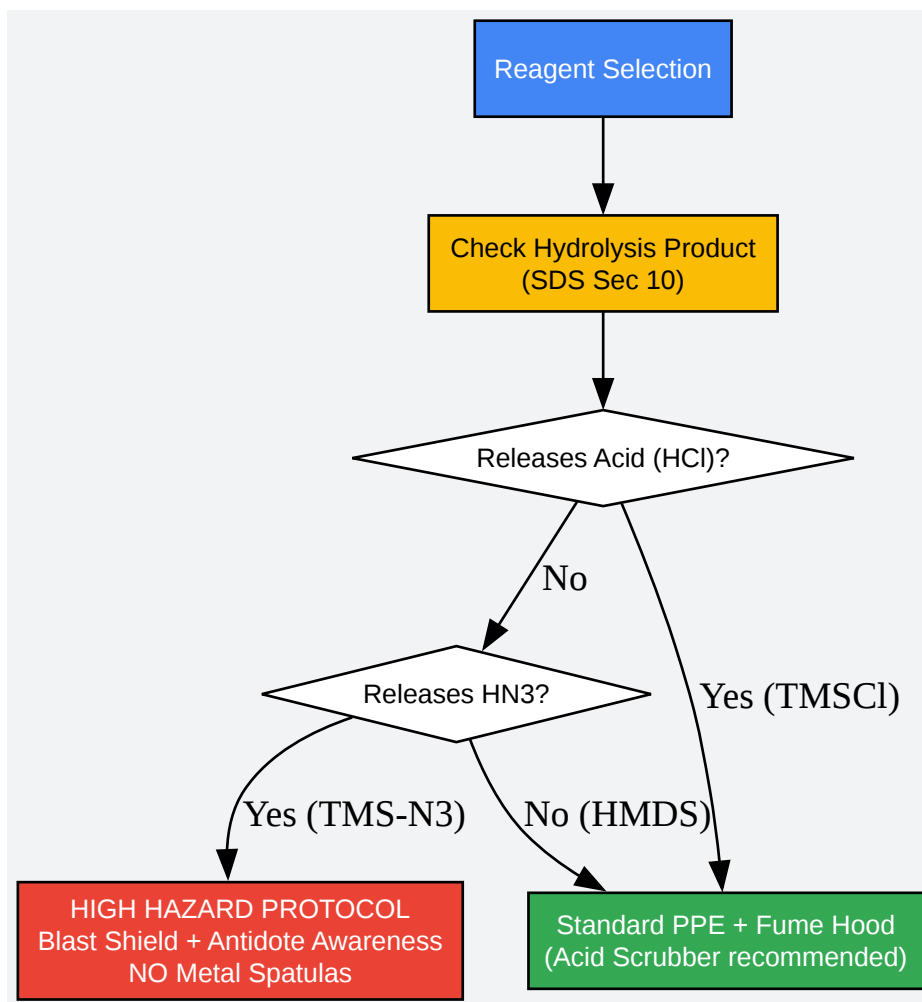 Reagent Selection
Check Hydrolysis Product
(SDS Sec 10)
Releases Acid (HCl)?
No
Releases HN3?
Yes (TMSCl)
Yes (TMS-N3)
No (HMDS)
HIGH HAZARD PROTOCOL
Blast Shield + Antidote Awareness
NO Metal Spatulas
Standard PPE + Fume Hood
(Acid Scrubber recommended)